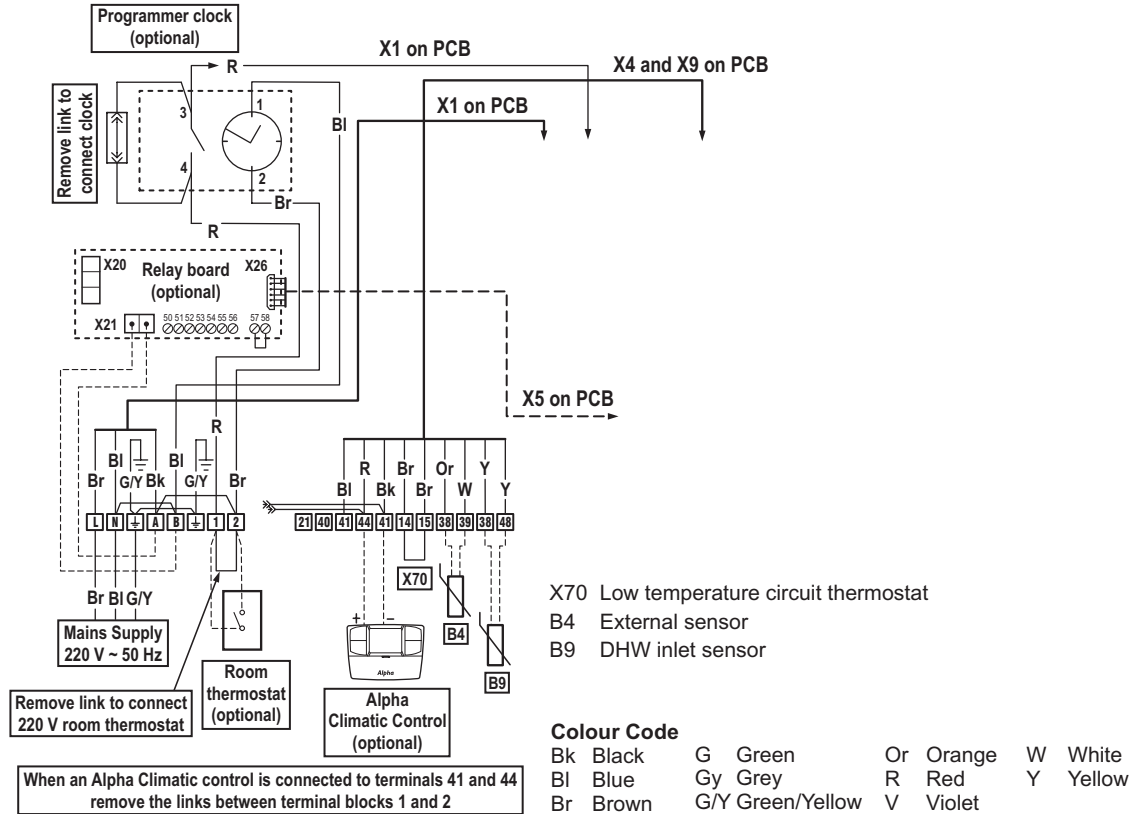 Programmer clock
(optional)
X1 on PCB
R
X4 and X9 on PCB
X1 on PCB
Remove link to
connect clock
3
1
Bl
4
2
Br
R
X20
Relay board
(optional)
X26
X21
50 51 52 53 54 55 56
57 58
X5 on PCB
R
Bl
Bl
Br
G/Y
Bk
G/Y
Br
R
Br
Or
Y
Bl
Bk
Br
W
Y
L
N
A
B
1
2
21
40
41
44
41
14
15
38
39
38
48
X70
Br
Bl
G/Y
Mains Supply
220 V ~ 50 Hz
+
–
B4
B9
Alpha
Room
thermostat
(optional)
Remove link to connect
220 V room thermostat
Alpha
Climatic Control
(optional)
When an Alpha Climatic control is connected to terminals 41 and 44
remove the links between terminal blocks 1 and 2
X70 Low temperature circuit thermostat
B4 External sensor
B9 DHW inlet sensor
Colour Code
Bk Black G Green Or Orange W White
Bl Blue Gy Grey R Red Y Yellow
Br Brown G/Y Green/Yellow V Violet